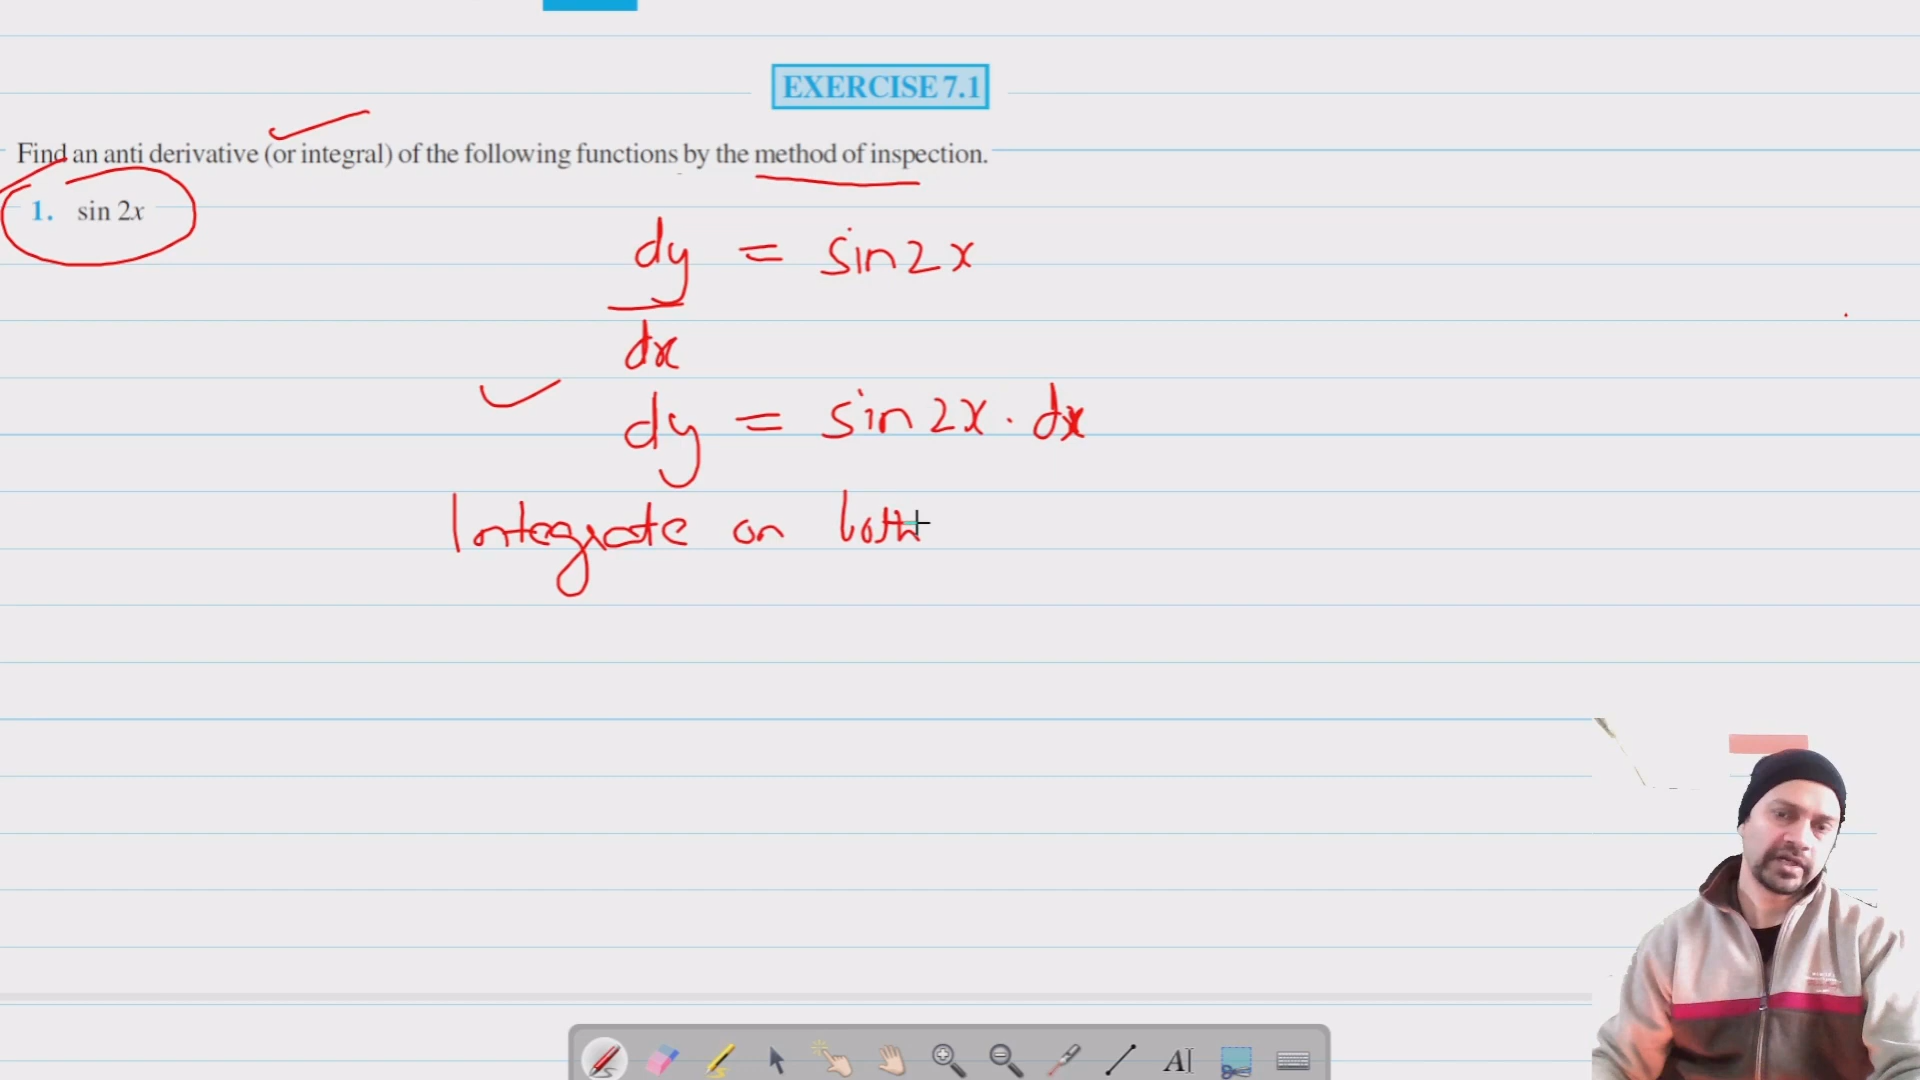 EXERCISE 7.1
Find an anti derivative (or integral) of the following functions by the method of inspection.
1. sin 2x
dy = sin2x
dx
dy = sin2x . dx
Integrate on both
AI